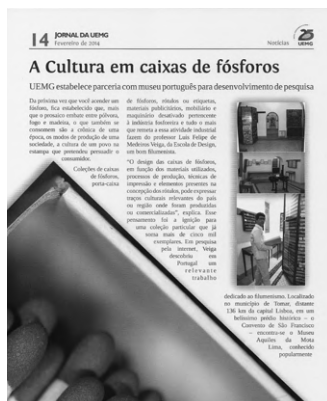 14 JORNAL DA UEMG
Fevereiro de 2014
Notícias
25
UEMG
A Cultura em caixas de fósforos
UEMG estabelece parceria com museu português para desenvolvimento de pesquisa
Da próxima vez que você acender um
fósforo, fica estabelecido que, mais
que o prosaico embate entre pólvora,
fogo e madeira, o que também se
consomem são a crônica de uma
época, os modos de produção de uma
sociedade, a cultura de um povo na
estampa que pretendeu persuadir o
consumidor.
Coleções de caixas
de fósforos,
porta-caixa
de fósforos, rótulos ou etiquetas,
materiais publicitários, mobiliário e
maquinário desativado pertencente
à indústria fosforeira e tudo o mais
que remeta a essa atividade industrial
fazem do professor Luis Felipe de
Medeiros Veiga, da Escola de Design,
um bom filumenista.
“O design das caixas de fósforos,
em função dos materiais utilizados,
processos de produção, técnicas de
impressão e elementos presentes na
concepção dos rótulos, pode expressar
traços culturais relevantes do país
ou região onde foram produzidas
ou comercializadas”, explica. Esse
pensamento foi a ignição para
uma coleção particular que já
soma mais de cinco mil
exemplares. Em pesquisa
pela internet, Veiga
descobriu em
Portugal um
relevante
trabalho
dedicado ao filumenismo. Localizado
no município de Tomar, distante
136 km da capital Lisboa, em um
belíssimo prédio histórico – o
Convento de São Francisco
– encontra-se o Museu
Aquiles da Mota
Lima, conhecido
popularmente